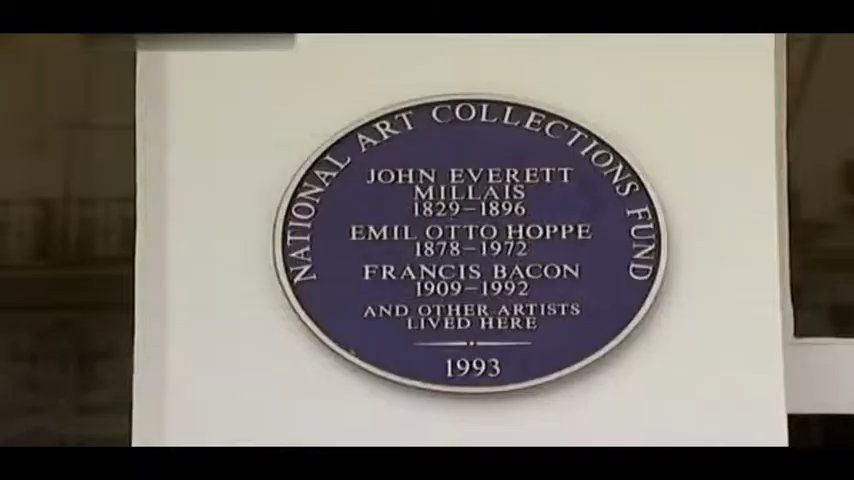 NATIONAL ART COLLECTIONS FUND
JOHN EVERETT
MILLAIS
1829–1896
EMIL OTTO HOPPE
1878–1972
FRANCIS BACON
1909–1992
AND OTHER ARTISTS
LIVED HERE
1993